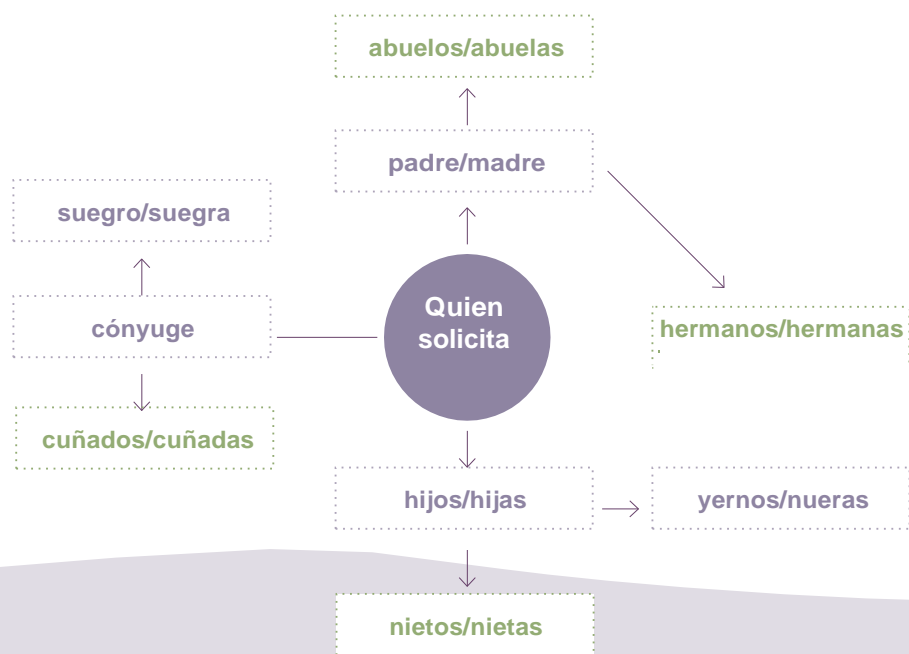 abuelos/abuelas
padre/madre
suegro/suegra
Quien
solicita
cónyuge
hermanos/hermanas
.
cuñados/cuñadas
hijos/hijas
yernos/nueras
nietos/nietas